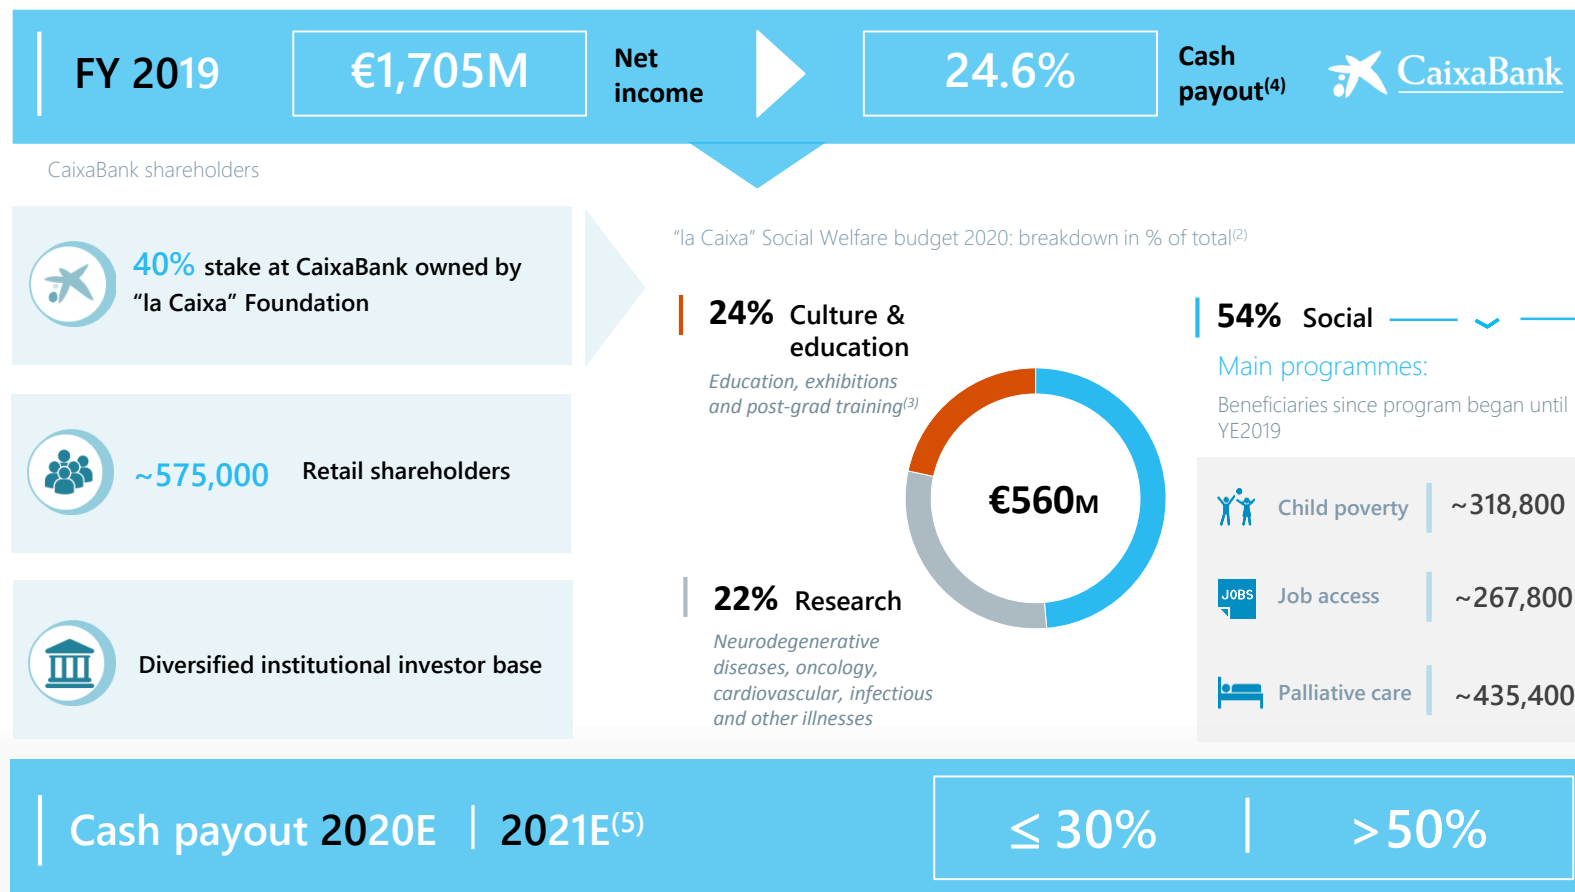 FY 2019
€1,705M
Net
income
24.6%
Cash
payout(4)
CaixaBank
CaixaBank shareholders
40% stake at CaixaBank owned by
“la Caixa” Foundation
~575,000 Retail shareholders
Diversified institutional investor base
“la Caixa” Social Welfare budget 2020: breakdown in % of total(2)
24% Culture &
education
Education, exhibitions
and post-grad training(3)
€560M
22% Research
Neurodegenerative
diseases, oncology,
cardiovascular, infectious
and other illnesses
54% Social
Main programmes:
Beneficiaries since program began until
YE2019
Child poverty ~318,800
JOBS
Job access ~267,800
Palliative care ~435,400
Cash payout 2020E | 2021E(5)
≤ 30% | >50%